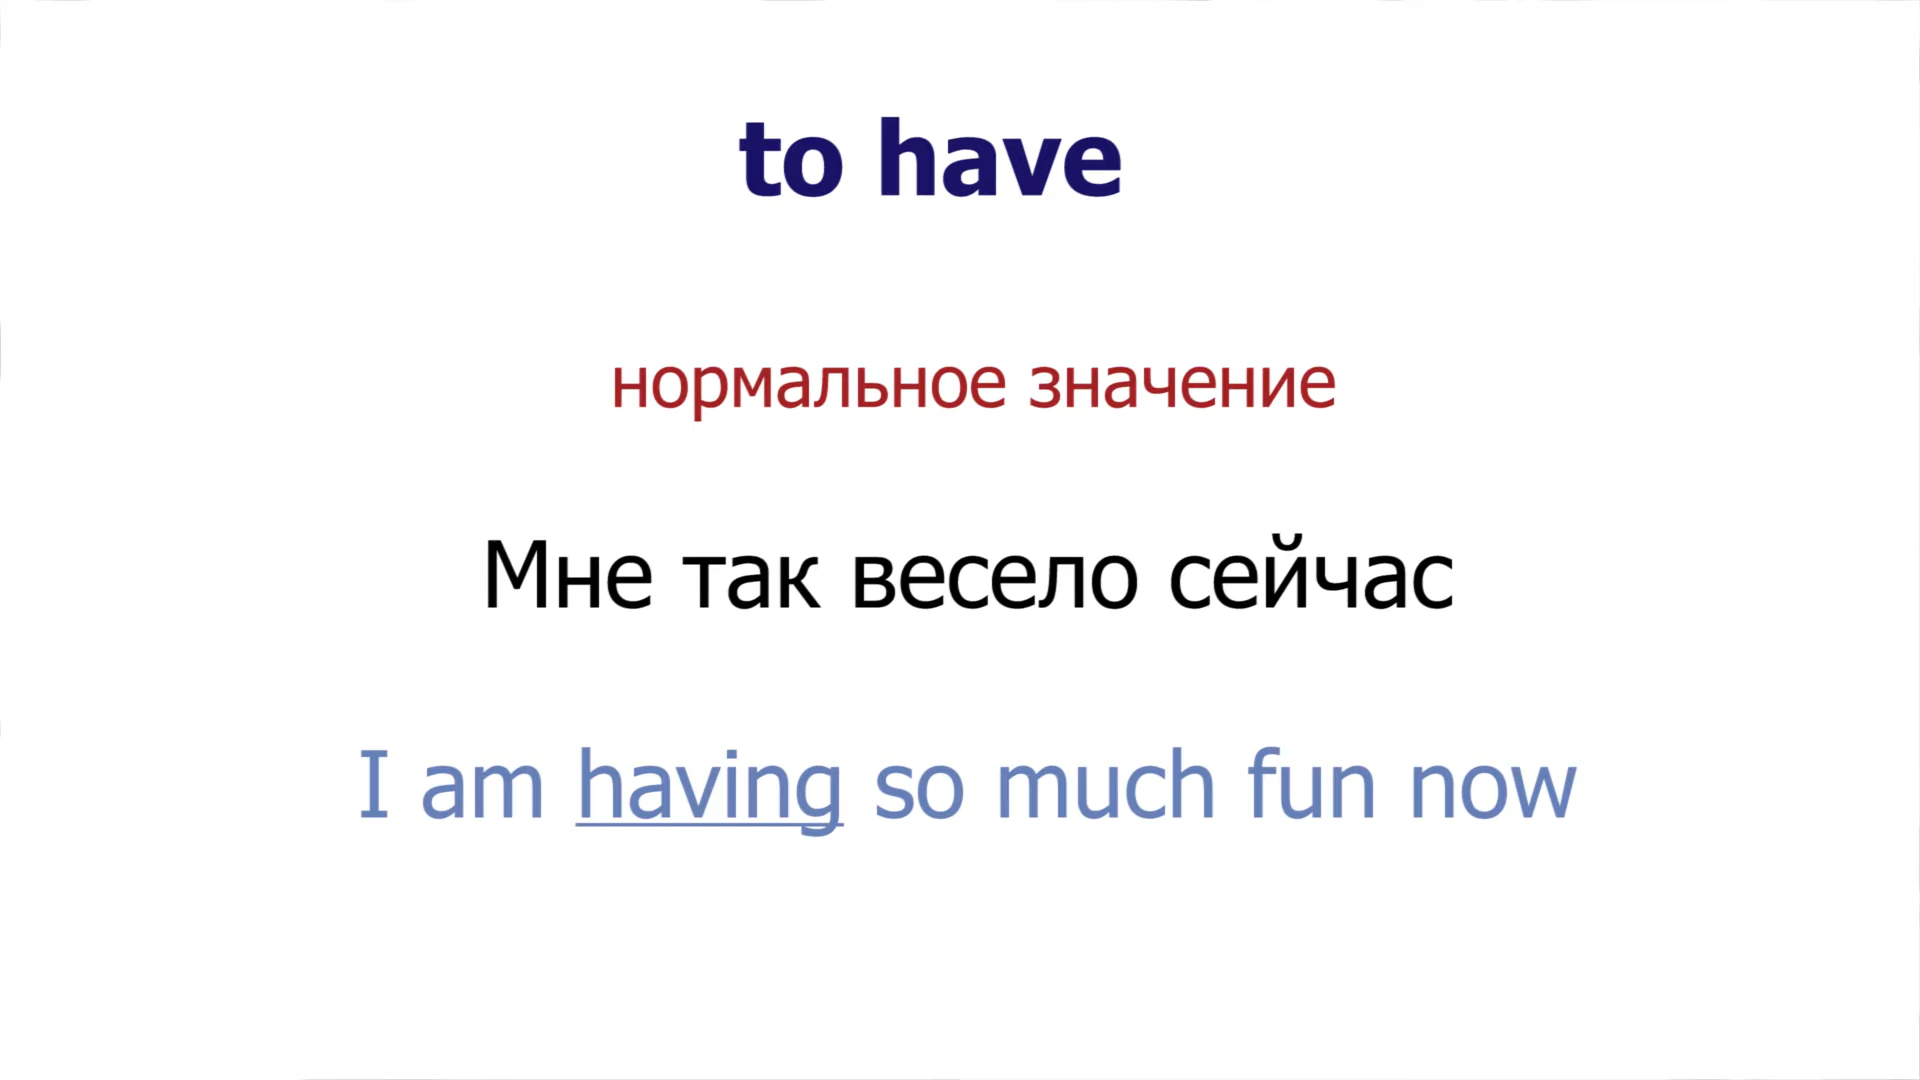 to have
нормальное значение
Мне так весело сейчас
I am having so much fun now